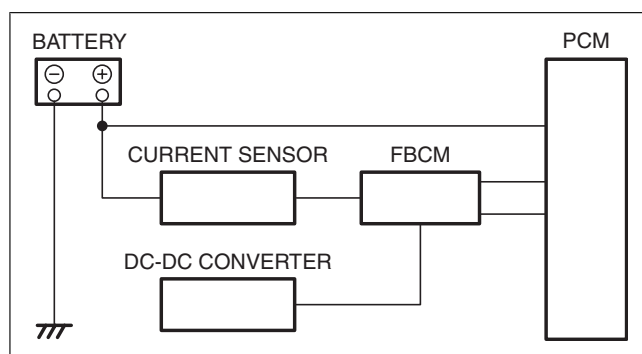 BATTERY
PCM
⊖ ⊕
CURRENT SENSOR
FBCM
DC-DC CONVERTER